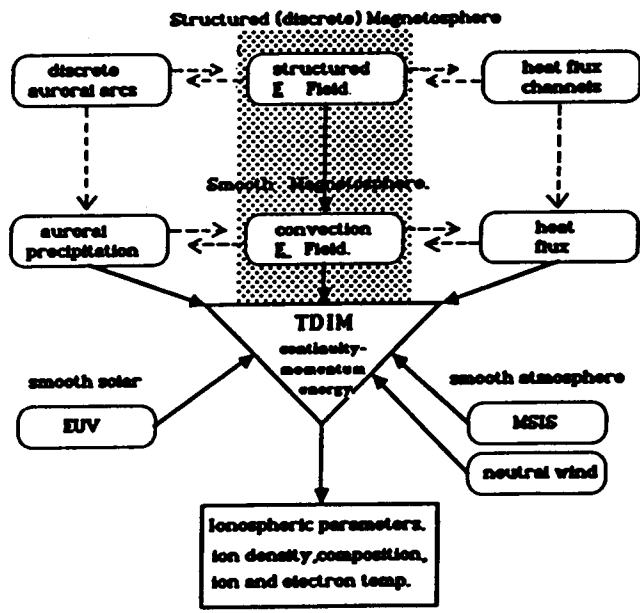 Structured (discrete) Magnetosphere
discrete
auroral arcs
structured
E Field.
heat flux
channels
Smooth Magnetosphere.
auroral
precipitation
convection
E Field.
heat
flux
TDIM
continuity-
momentum
energy
smooth solar
EUV
smooth atmosphere
MSIS
neutral wind
Ionospheric parameters.
ion density,composition,
ion and electron temp.